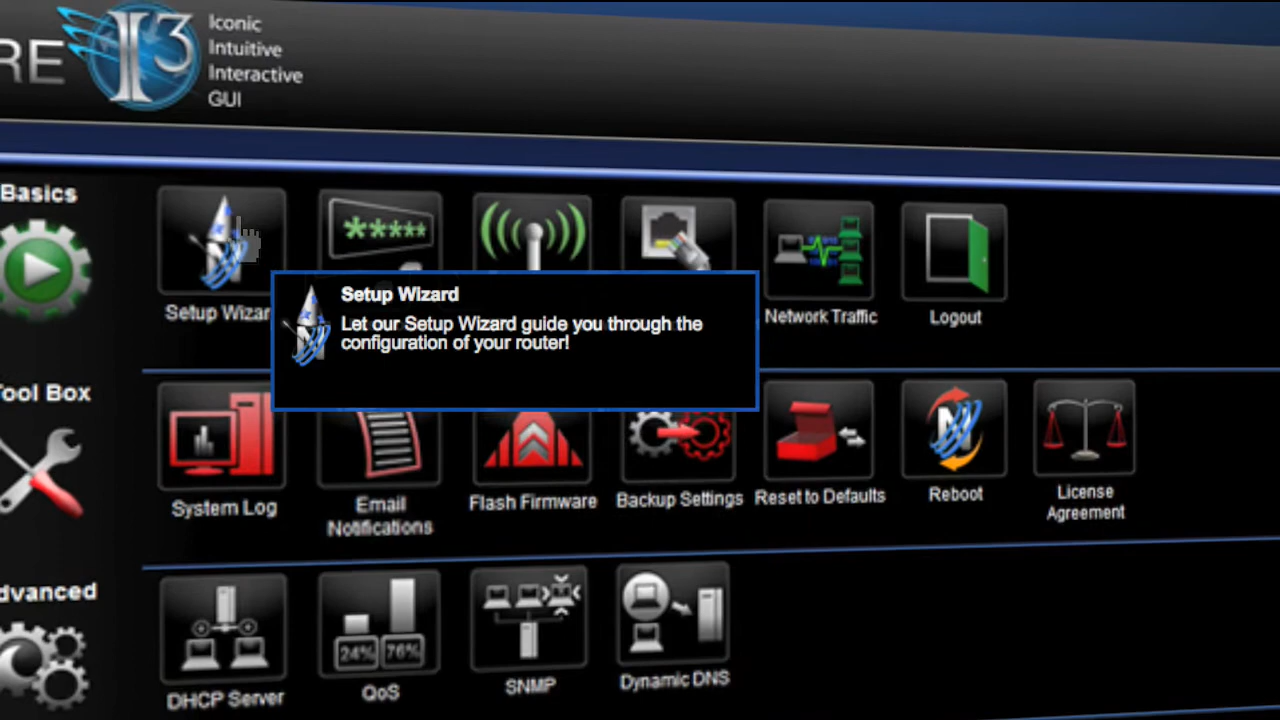 RE I3
Iconic
Intuitive
Interactive
GUI
Basics
*****
Setup Wizar
Setup Wizard
Let our Setup Wizard guide you through the
configuration of your router!
Network Traffic
Logout
Tool Box
System Log
Email
Notifications
Flash Firmware
Backup Settings
Reset to Defaults
Reboot
License
Agreement
dvanced
DHCP Server
24% 76%
QoS
SNMP
Dynamic DNS